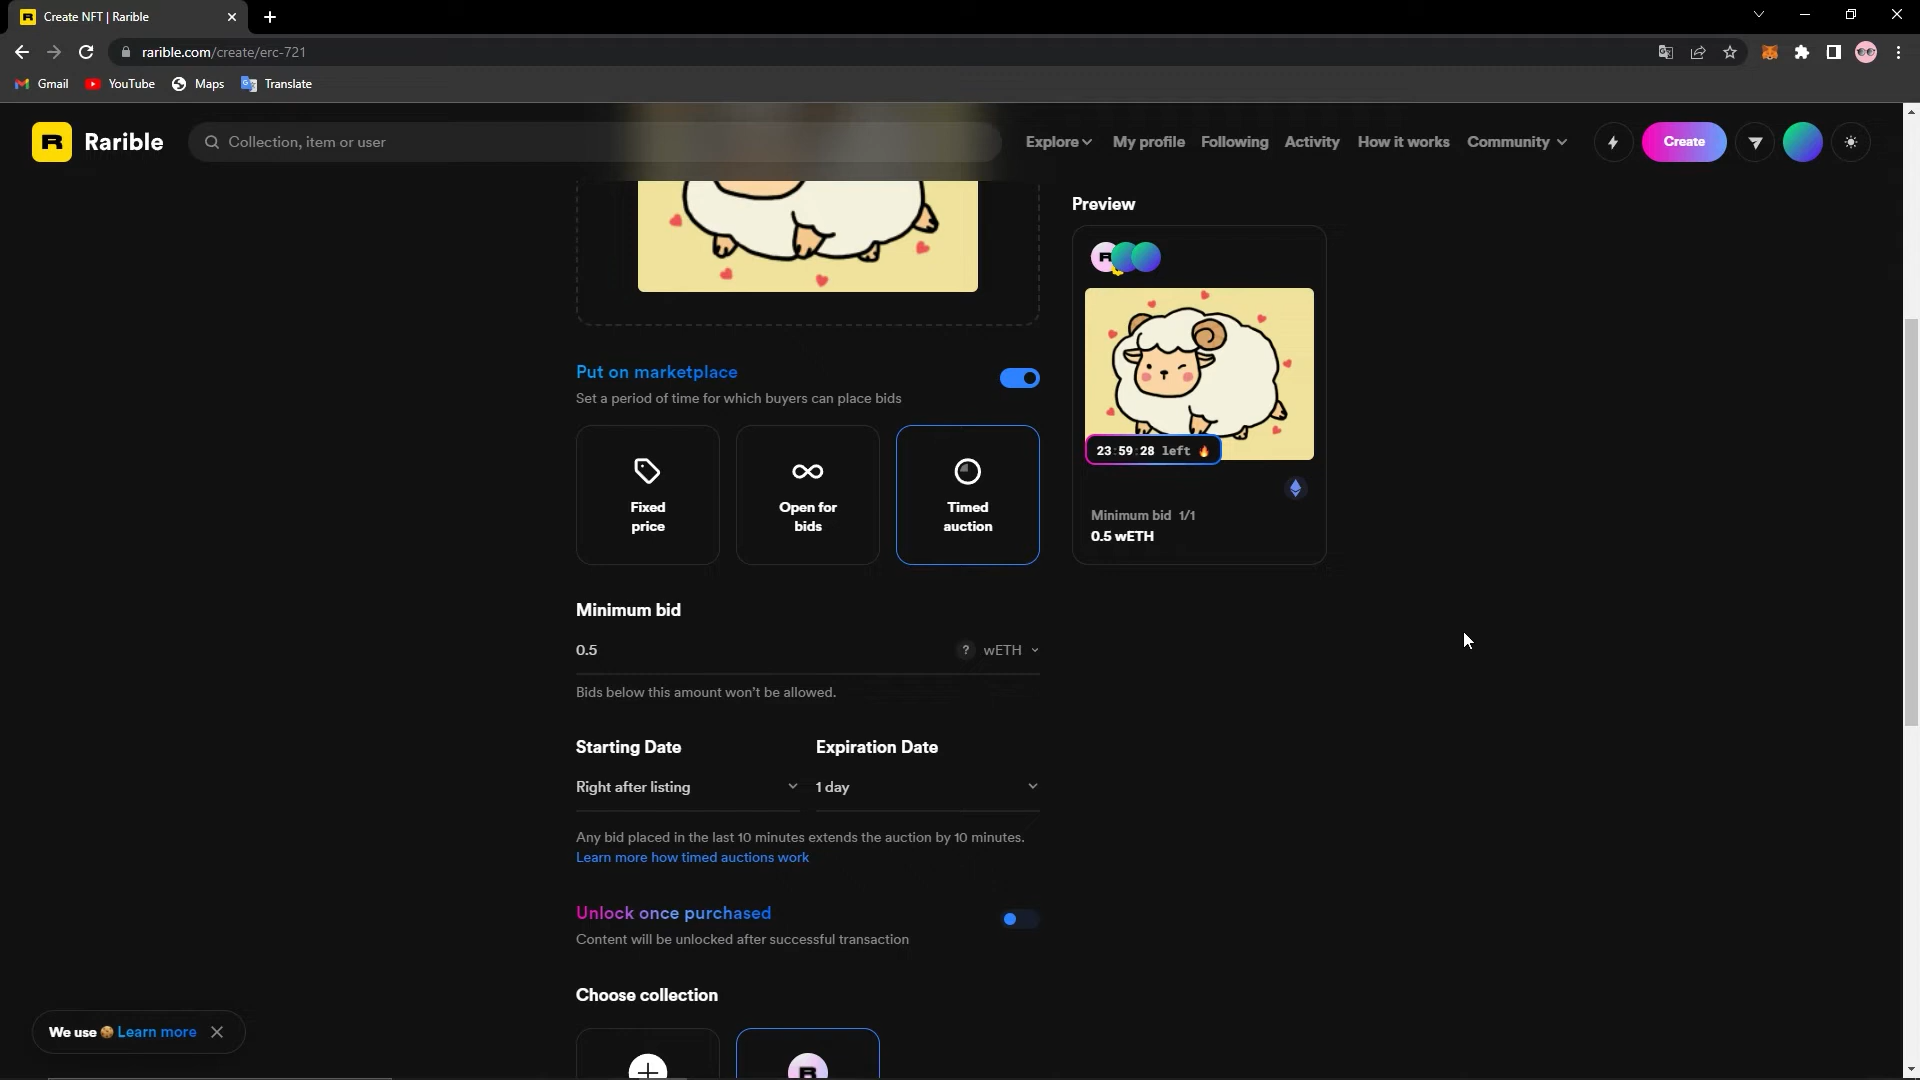 Create NFT | Rarible
rarible.com/create/erc-721
Gmail YouTube Maps Translate
Rarible Collection, item or user Explore My profile Following Activity How it works Community Create
Preview
Put on marketplace
Set a period of time for which buyers can place bids
Fixed price
Open for bids
Timed auction
23:59:28 left
Minimum bid 1/1
0.5 wETH
Minimum bid
0.5 ? wETH
Bids below this amount won't be allowed.
Starting Date Expiration Date
Right after listing 1 day
Any bid placed in the last 10 minutes extends the auction by 10 minutes.
Learn more how timed auctions work
Unlock once purchased
Content will be unlocked after successful transaction
Choose collection
We use 🍪 Learn more